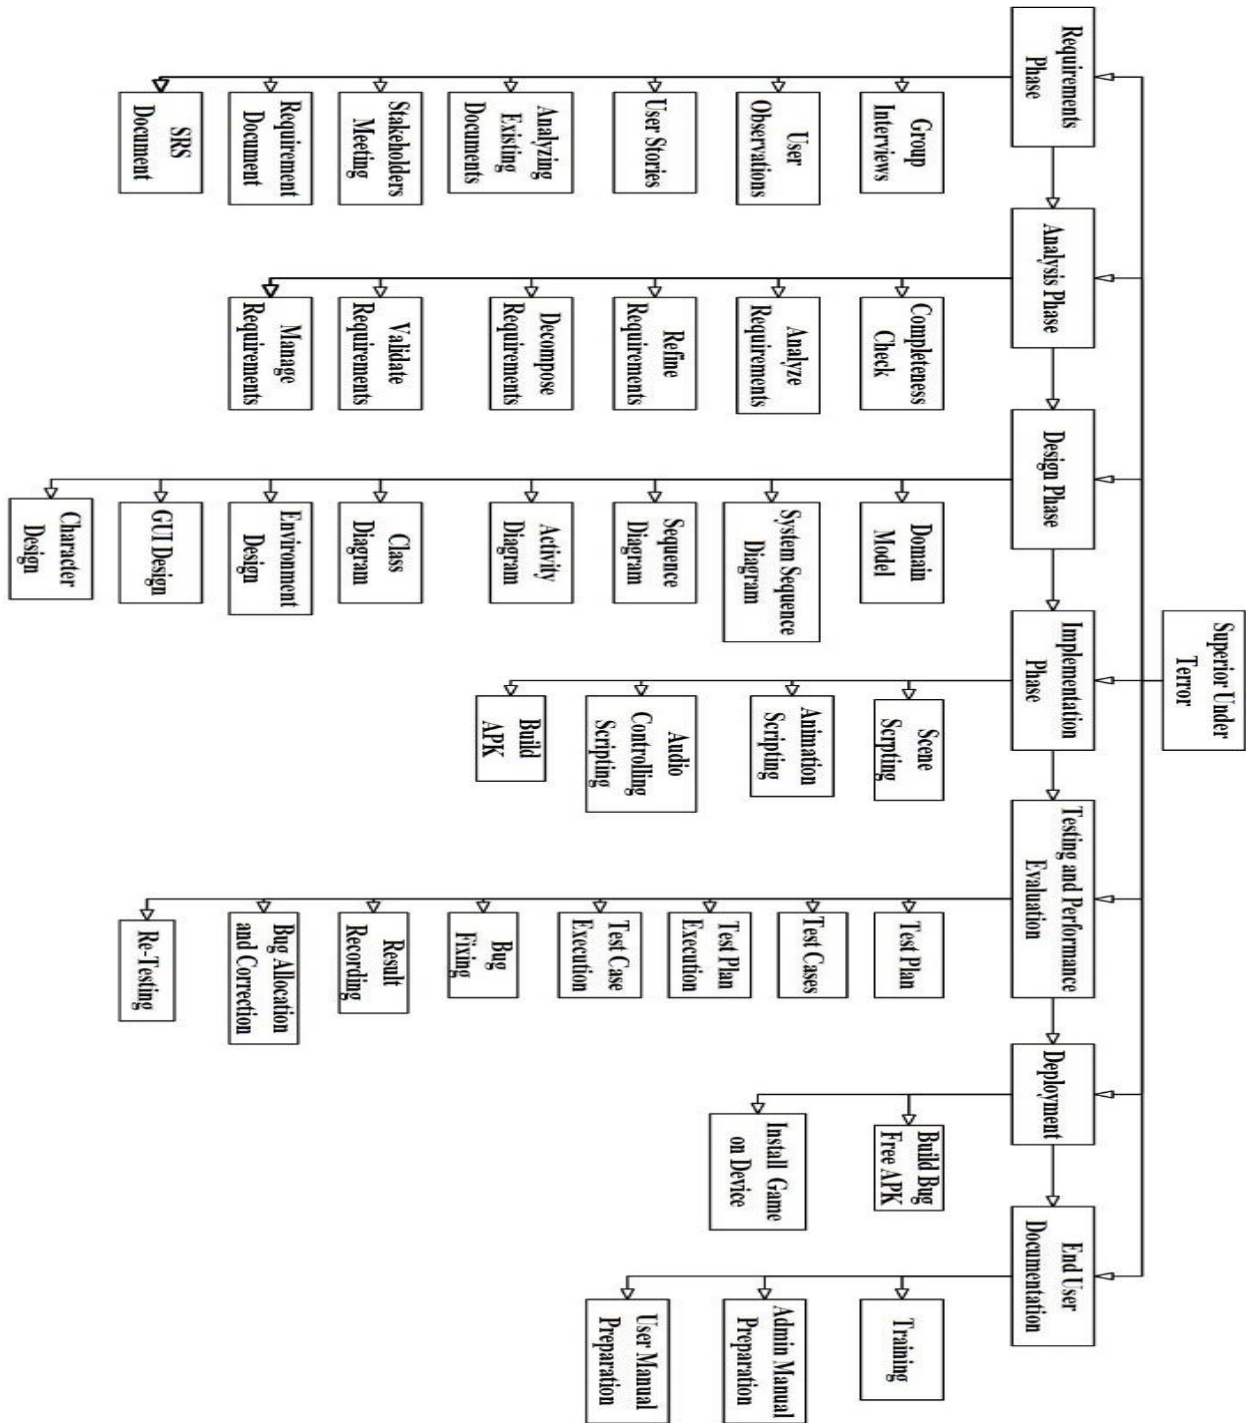 Superior Under
Terror
Requirements
Phase
Group
Interviews
User
Observations
User Stories
Analyzing
Existing
Documents
Stakeholders
Meeting
Requirement
Document
SRS
Document
Analysis Phase
Completeness
Check
Analyze
Requirements
Refine
Requirements
Decompose
Requirements
Validate
Requirements
Manage
Requirements
Design Phase
Domain
Model
System Sequence
Diagram
Sequence
Diagram
Activity
Diagram
Class
Diagram
Environment
Design
GUI Design
Character
Design
Implementation
Phase
Scene
Scrpting
Animation
Scripting
Audio
Controlling
Scripting
Build
APK
Testing and Performance
Evaluation
Test Plan
Test Cases
Test Plan
Execution
Test Case
Execution
Bug
Fixing
Result
Recording
Bug Allocation
and Correction
Re-Testing
Deployment
Build Bug
Free APK
Install Game
on Device
End User
Documentation
Training
Admin Manual
Preparation
User Manual
Preparation